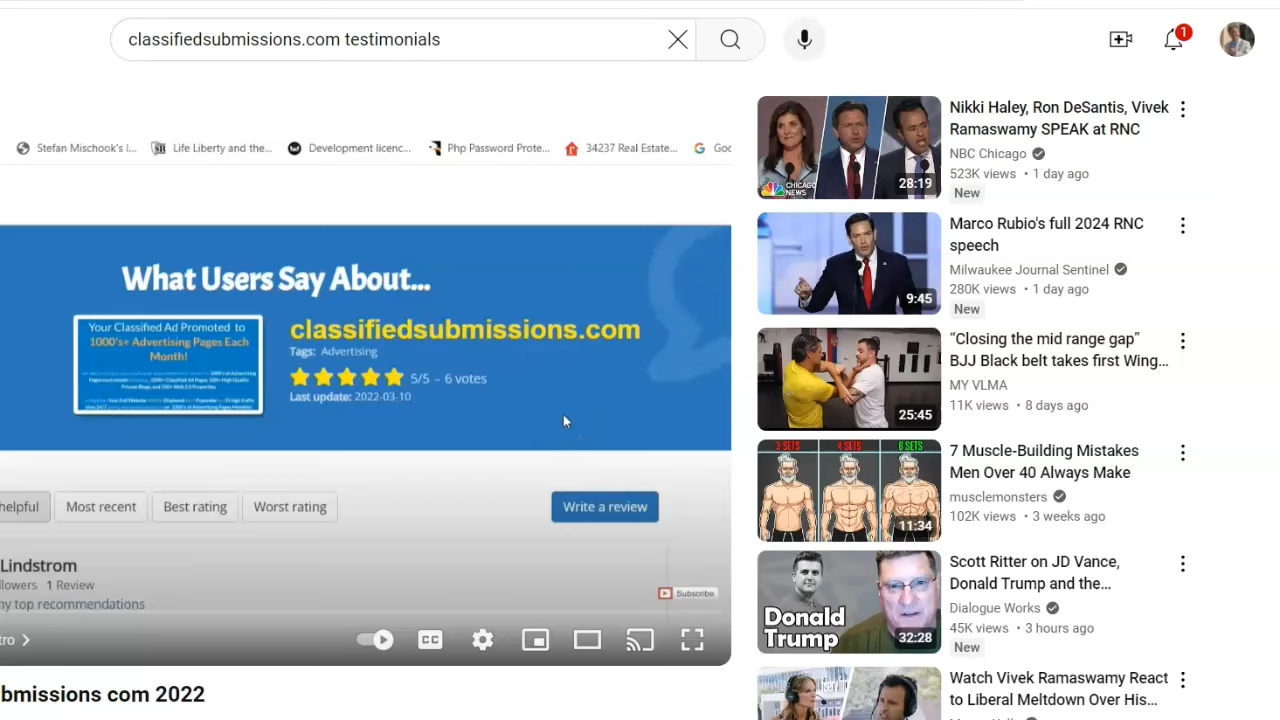 classifiedsubmissions.com testimonials
1
Stefan Mischook's l...
Life Liberty and the...
Development licenc...
Php Password Prote...
34237 Real Estate...
Goo
What Users Say About...
Your Classified Ad Promoted to
1000's+ Advertising Pages Each
Month!
classifiedsubmissions.com
Tags: Advertising
5/5 – 6 votes
Last update: 2022-03-10
helpful
Most recent
Best rating
Worst rating
Write a review
Lindstrom
llowers 1 Review
ny top recommendations
Subscribe
tro
CC
ubmissions com 2022
CHICAGO
NEWS
28:19
Nikki Haley, Ron DeSantis, Vivek
Ramaswamy SPEAK at RNC
NBC Chicago
523K views • 1 day ago
New
9:45
Marco Rubio's full 2024 RNC
speech
Milwaukee Journal Sentinel
280K views • 1 day ago
New
25:45
“Closing the mid range gap”
BJJ Black belt takes first Wing...
MY VLMA
11K views • 8 days ago
3 SETS
4 SETS
8 SETS
11:34
7 Muscle-Building Mistakes
Men Over 40 Always Make
musclemonsters
102K views • 3 weeks ago
Donald
Trump
32:28
Scott Ritter on JD Vance,
Donald Trump and the...
Dialogue Works
45K views • 3 hours ago
New
Watch Vivek Ramaswamy React
to Liberal Meltdown Over His...